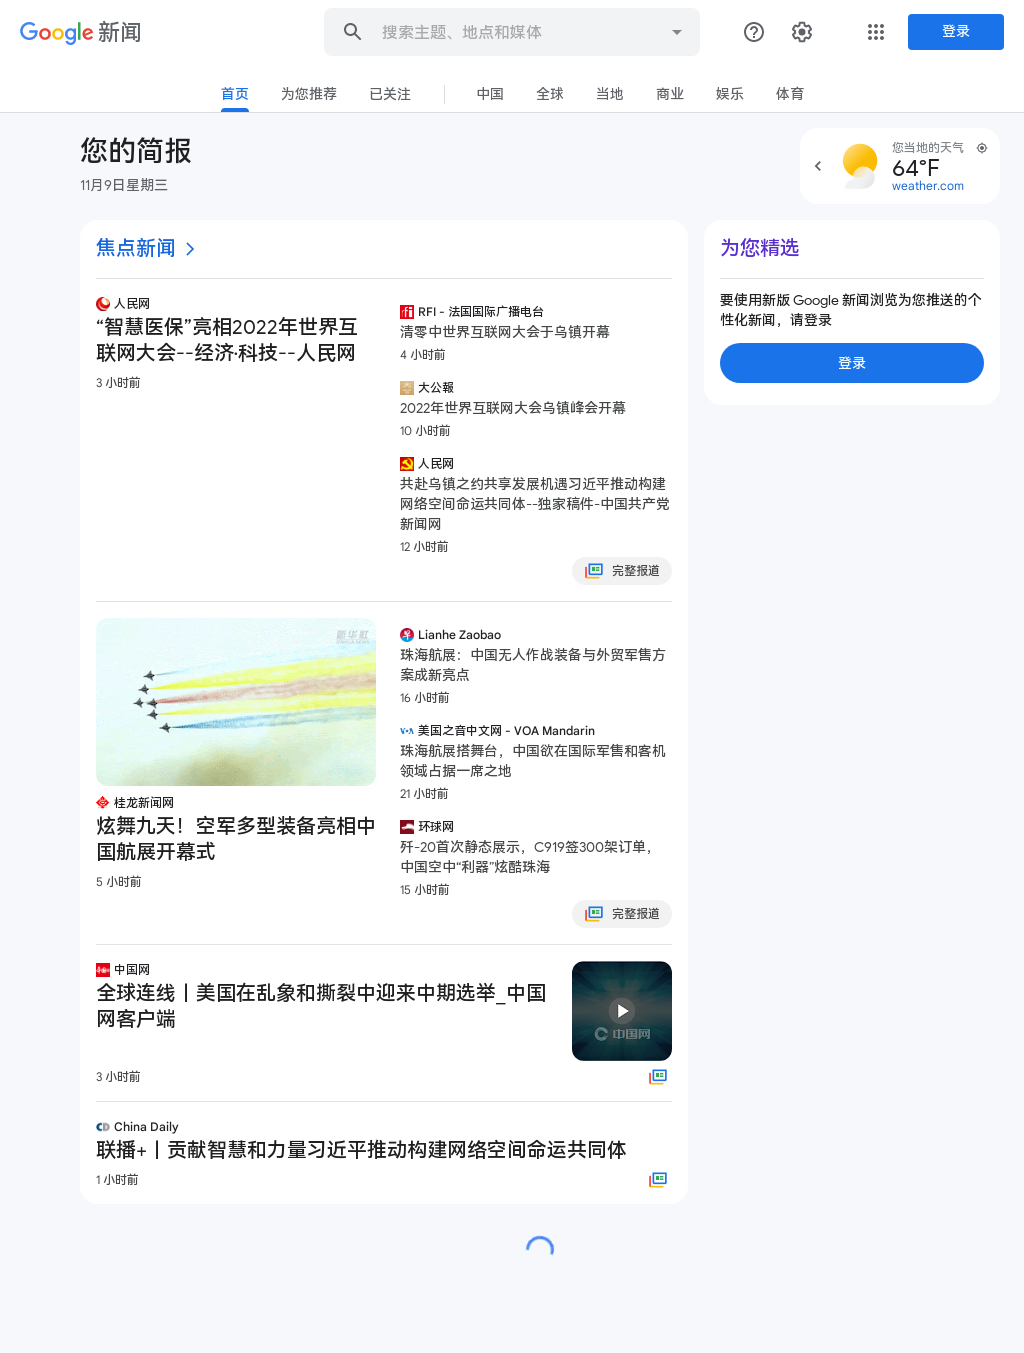 Google 新闻
搜索主题、地点和媒体
登录
首页 为您推荐 已关注 中国 全球 当地 商业 娱乐 体育
您的简报
11月9日星期三
您当地的天气
64°F
weather.com
焦点新闻
人民网
“智慧医保”亮相2022年世界互
联网大会--经济·科技--人民网
3 小时前
RFI - 法国国际广播电台
清零中世界互联网大会于乌镇开幕
4 小时前
大公報
2022年世界互联网大会乌镇峰会开幕
10 小时前
人民网
共赴乌镇之约共享发展机遇习近平推动构建
网络空间命运共同体--独家稿件-中国共产党
新闻网
12 小时前
完整报道
为您精选
要使用新版 Google 新闻浏览为您推送的个
性化新闻，请登录
登录
新华社
桂龙新闻网
炫舞九天！空军多型装备亮相中
国航展开幕式
5 小时前
Lianhe Zaobao
珠海航展：中国无人作战装备与外贸军售方
案成新亮点
16 小时前
美国之音中文网 - VOA Mandarin
珠海航展搭舞台，中国欲在国际军售和客机
领域占据一席之地
21 小时前
环球网
歼-20首次静态展示，C919签300架订单，
中国空中“利器”炫酷珠海
15 小时前
完整报道
中国网
全球连线丨美国在乱象和撕裂中迎来中期选举_中国
网客户端
3 小时前
中国网
China Daily
联播+丨贡献智慧和力量习近平推动构建网络空间命运共同体
1 小时前